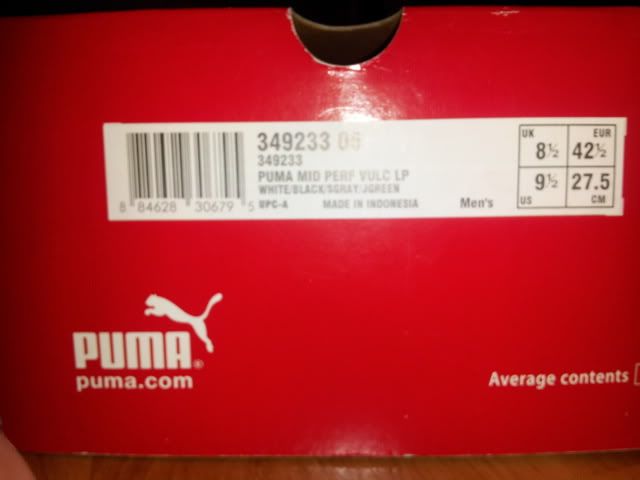 349233 06
349233
PUMA MID PERF VULC LP
WHITE/BLACK/SGRAY/JGREEN
8 84628 30679 5 UPC-A MADE IN INDONESIA Men's
UK EUR
8½ 42½
9½ 27.5
US CM
PUMA®
puma.com
Average contents